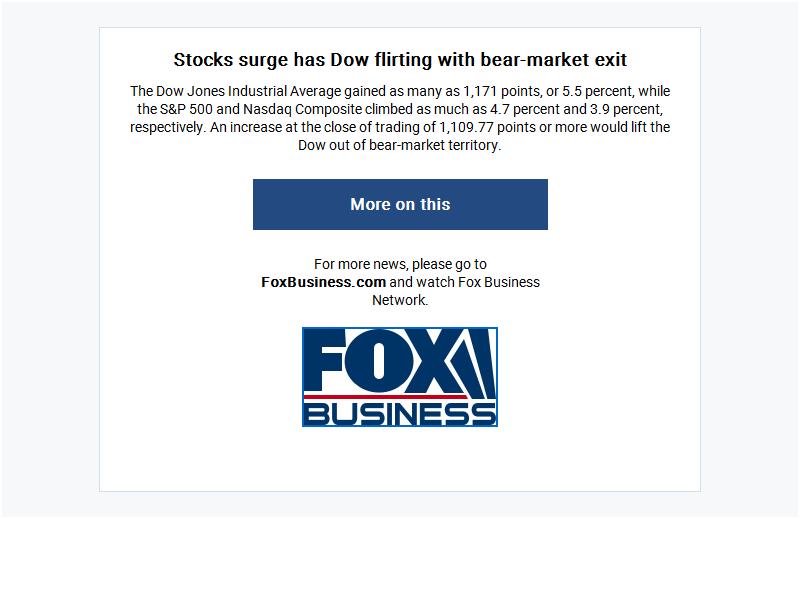 Stocks surge has Dow flirting with bear-market exit
The Dow Jones Industrial Average gained as many as 1,171 points, or 5.5 percent, while
the S&P 500 and Nasdaq Composite climbed as much as 4.7 percent and 3.9 percent,
respectively. An increase at the close of trading of 1,109.77 points or more would lift the
Dow out of bear-market territory.
More on this
For more news, please go to
FoxBusiness.com and watch Fox Business
Network.
FOX
BUSINESS